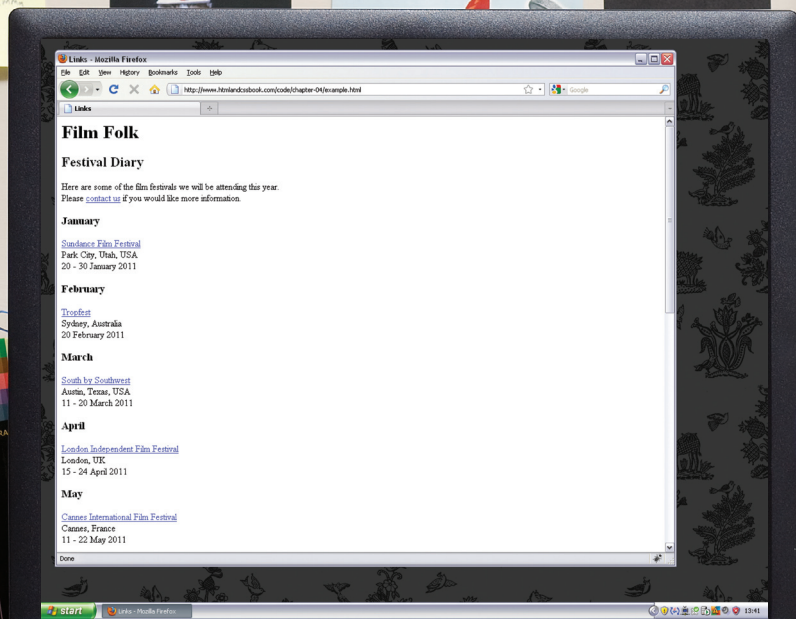 Links - Mozilla Firefox
File Edit View History Bookmarks Tools Help
http://www.htmlandcssbook.com/code/chapter-04/example.html
Google
Links
Film Folk
Festival Diary
Here are some of the film festivals we will be attending this year.
Please contact us if you would like more information.
January
Sundance Film Festival
Park City, Utah, USA
20 - 30 January 2011
February
Tropfest
Sydney, Australia
20 February 2011
March
South by Southwest
Austin, Texas, USA
11 - 20 March 2011
April
London Independent Film Festival
London, UK
15 - 24 April 2011
May
Cannes International Film Festival
Cannes, France
11 - 22 May 2011
Done
start
Links - Mozilla Firefox
13:41